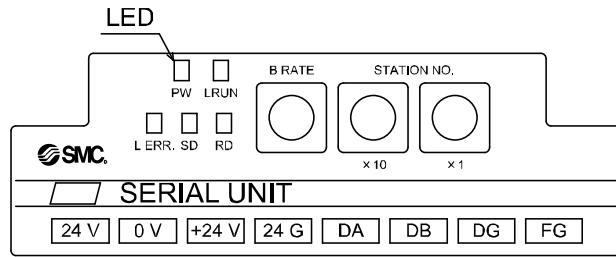 LED
B RATE STATION NO.
PW LRUN
L ERR. SD RD
×10 ×1
SMC.
SERIAL UNIT
24 V 0 V +24 V 24 G DA DB DG FG